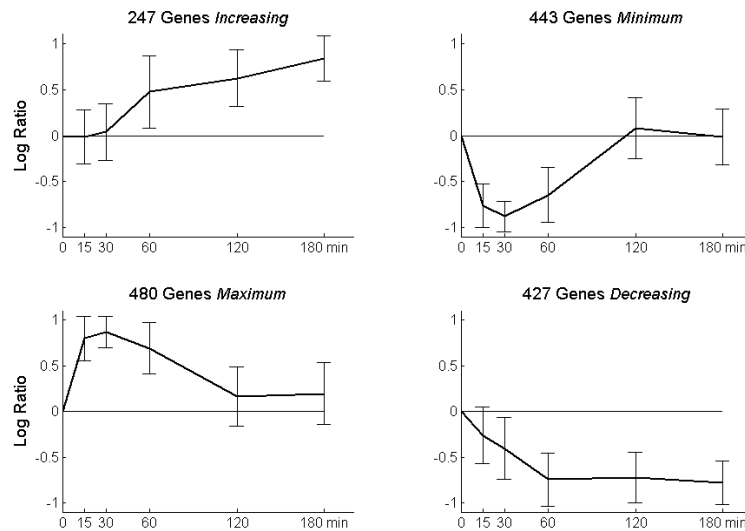 247 Genes Increasing
1
0.5
0
-0.5
-1
Log Ratio
0 15 30 60 120 180 min
443 Genes Minimum
1
0.5
0
-0.5
-1
0 15 30 60 120 180 min
480 Genes Maximum
1
0.5
0
-0.5
-1
Log Ratio
0 15 30 60 120 180 min
427 Genes Decreasing
1
0.5
0
-0.5
-1
0 15 30 60 120 180 min